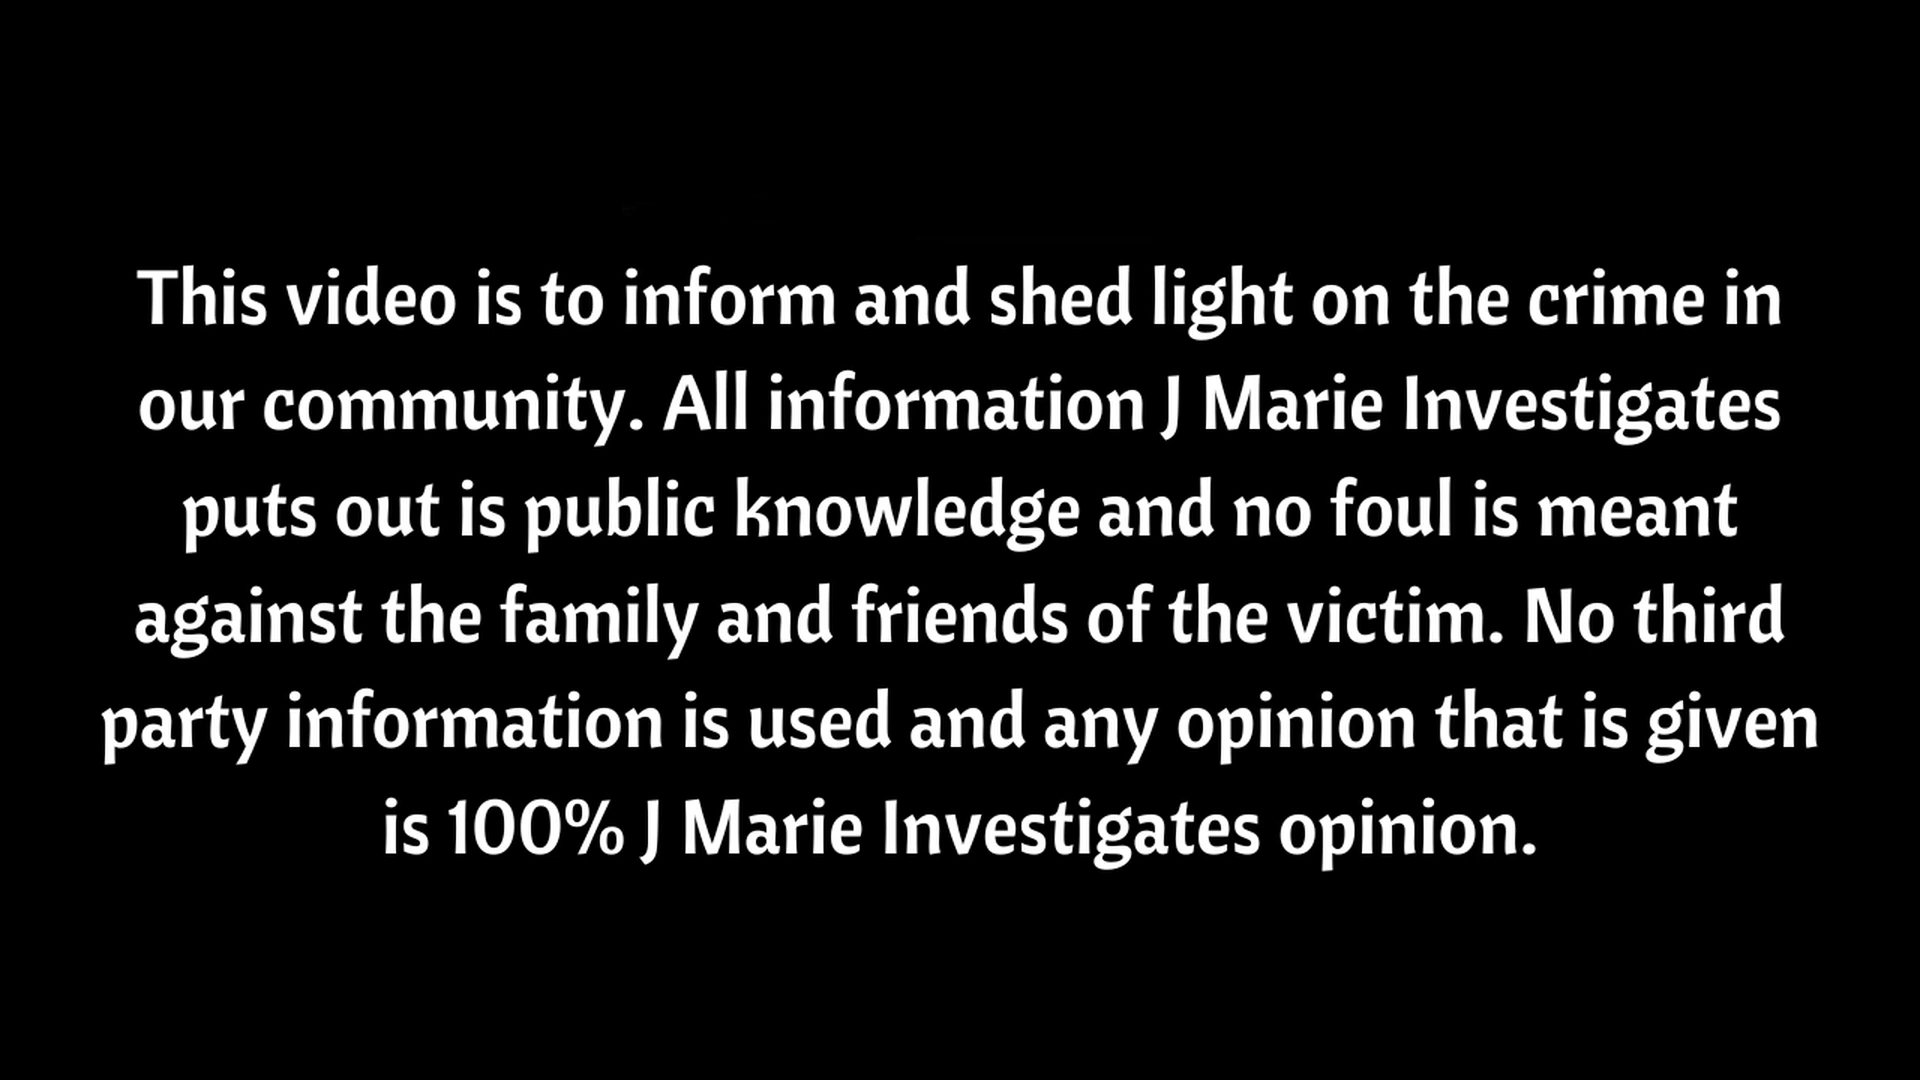 This video is to inform and shed light on the crime in
our community. All information J Marie Investigates
puts out is public knowledge and no foul is meant
against the family and friends of the victim. No third
party information is used and any opinion that is given
is 100% J Marie Investigates opinion.